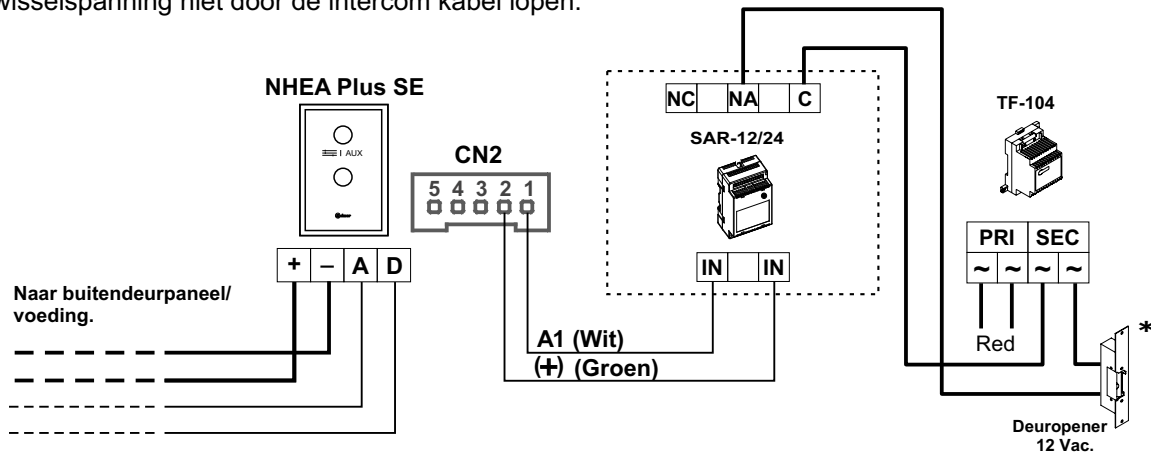 wisselspanning niet door de intercom kabel lopen.
NHEA Plus SE
AUX
CN2
5 4 3 2 1
+ – A D
Naar buitendeurpaneel/
voeding.
A1 (Wit)
(+) (Groen)
NC NA C
SAR-12/24
IN IN
TF-104
PRI SEC
~ ~ ~ ~
Red
*
Deuropener
12 Vac.